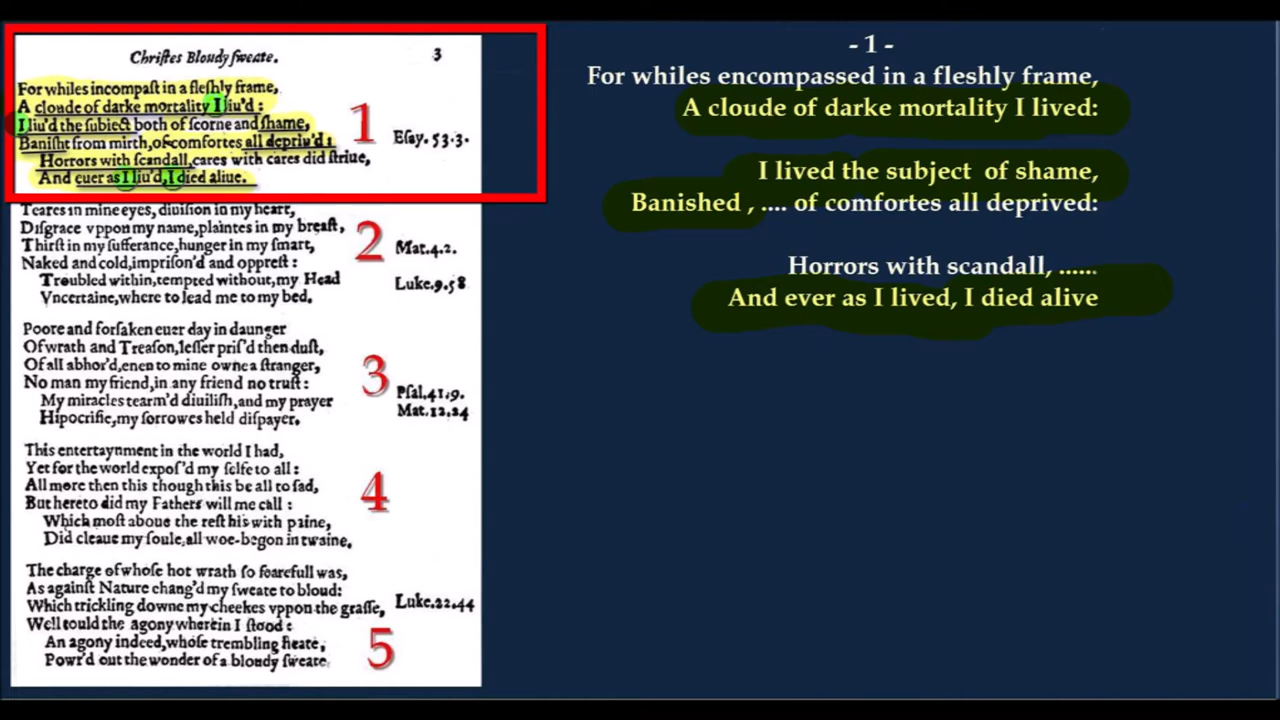 Christes Bloudy sweate. 3
For whiles incompast in a fleshly frame,
A cloude of darke mortality I liu'd :
I liu'd the subiect both of scorne and shame,
Banisht from mirth, of comfortes all depriu'd :
Horrors with scandall, cares with cares did striue,
And euer as I liu'd, I died aliue.
1
Esay. 53.3.
Teares in mine eyes, diuision in my heart,
Disgrace vppon my name, plaintes in my breast,
Thirst in my sufferance, hunger in my smart,
Naked and cold, imprison'd and opprest :
Troubled within, tempted without, my Head
Vncertaine, where to lead me to my bed.
2
Mat. 4.2.
Luke. 9.58
Poore and forsaken euer day in daunger
Of wrath and Treason, lesser pris'd then dust,
Of all abhor'd, euen to mine owne a stranger,
No man my friend, in any friend no trust :
My miracles tearm'd diuilish, and my prayer
Hipocrisie, my sorrowes held dispayer.
3
Psal. 41.9.
Mat. 12.24
This entertaynment in the world I had,
Yet for the world expos'd my selfe to all :
All more then this though this be all to sad,
But hereto did my Fathers will me call :
Which most aboue the rest his with paine,
Did cleaue my soule, all woe-begon in twaine.
4
The charge of whose hot wrath so fearefull was,
As against Nature chang'd my sweate to bloud:
Which trickling downe my cheekes vppon the grasse,
Well could the agony wherein I stood :
An agony indeed, whose trembling heate,
Powr'd out the wonder of a bloudy sweate
Luke. 22.44
5
- 1 -
For whiles encompassed in a fleshly frame,
A cloude of darke mortality I lived:
I lived the subject of shame,
Banished , .... of comfortes all deprived:
Horrors with scandall, ......
And ever as I lived, I died alive